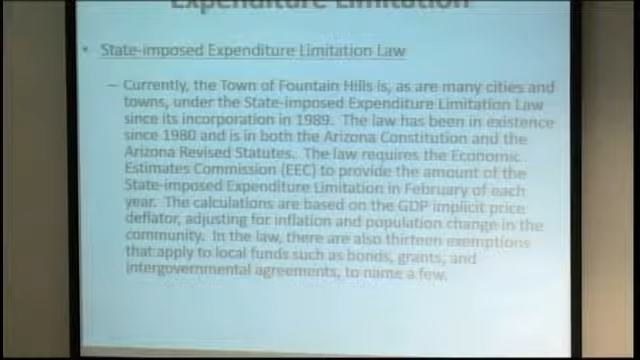 Expenditure Limitation
• State-imposed Expenditure Limitation Law
– Currently, the Town of Fountain Hills is, as are many cities and
towns, under the State-imposed Expenditure Limitation Law
since its incorporation in 1989. The law has been in existence
since 1980 and is in both the Arizona Constitution and the
Arizona Revised Statutes. The law requires the Economic
Estimates Commission (EEC) to provide the amount of the
State-imposed Expenditure Limitation in February of each
year. The calculations are based on the GDP implicit price
deflator, adjusting for inflation and population change in the
community. In the law, there are also thirteen exemptions
that apply to local funds such as bonds, grants, and
intergovernmental agreements, to name a few.